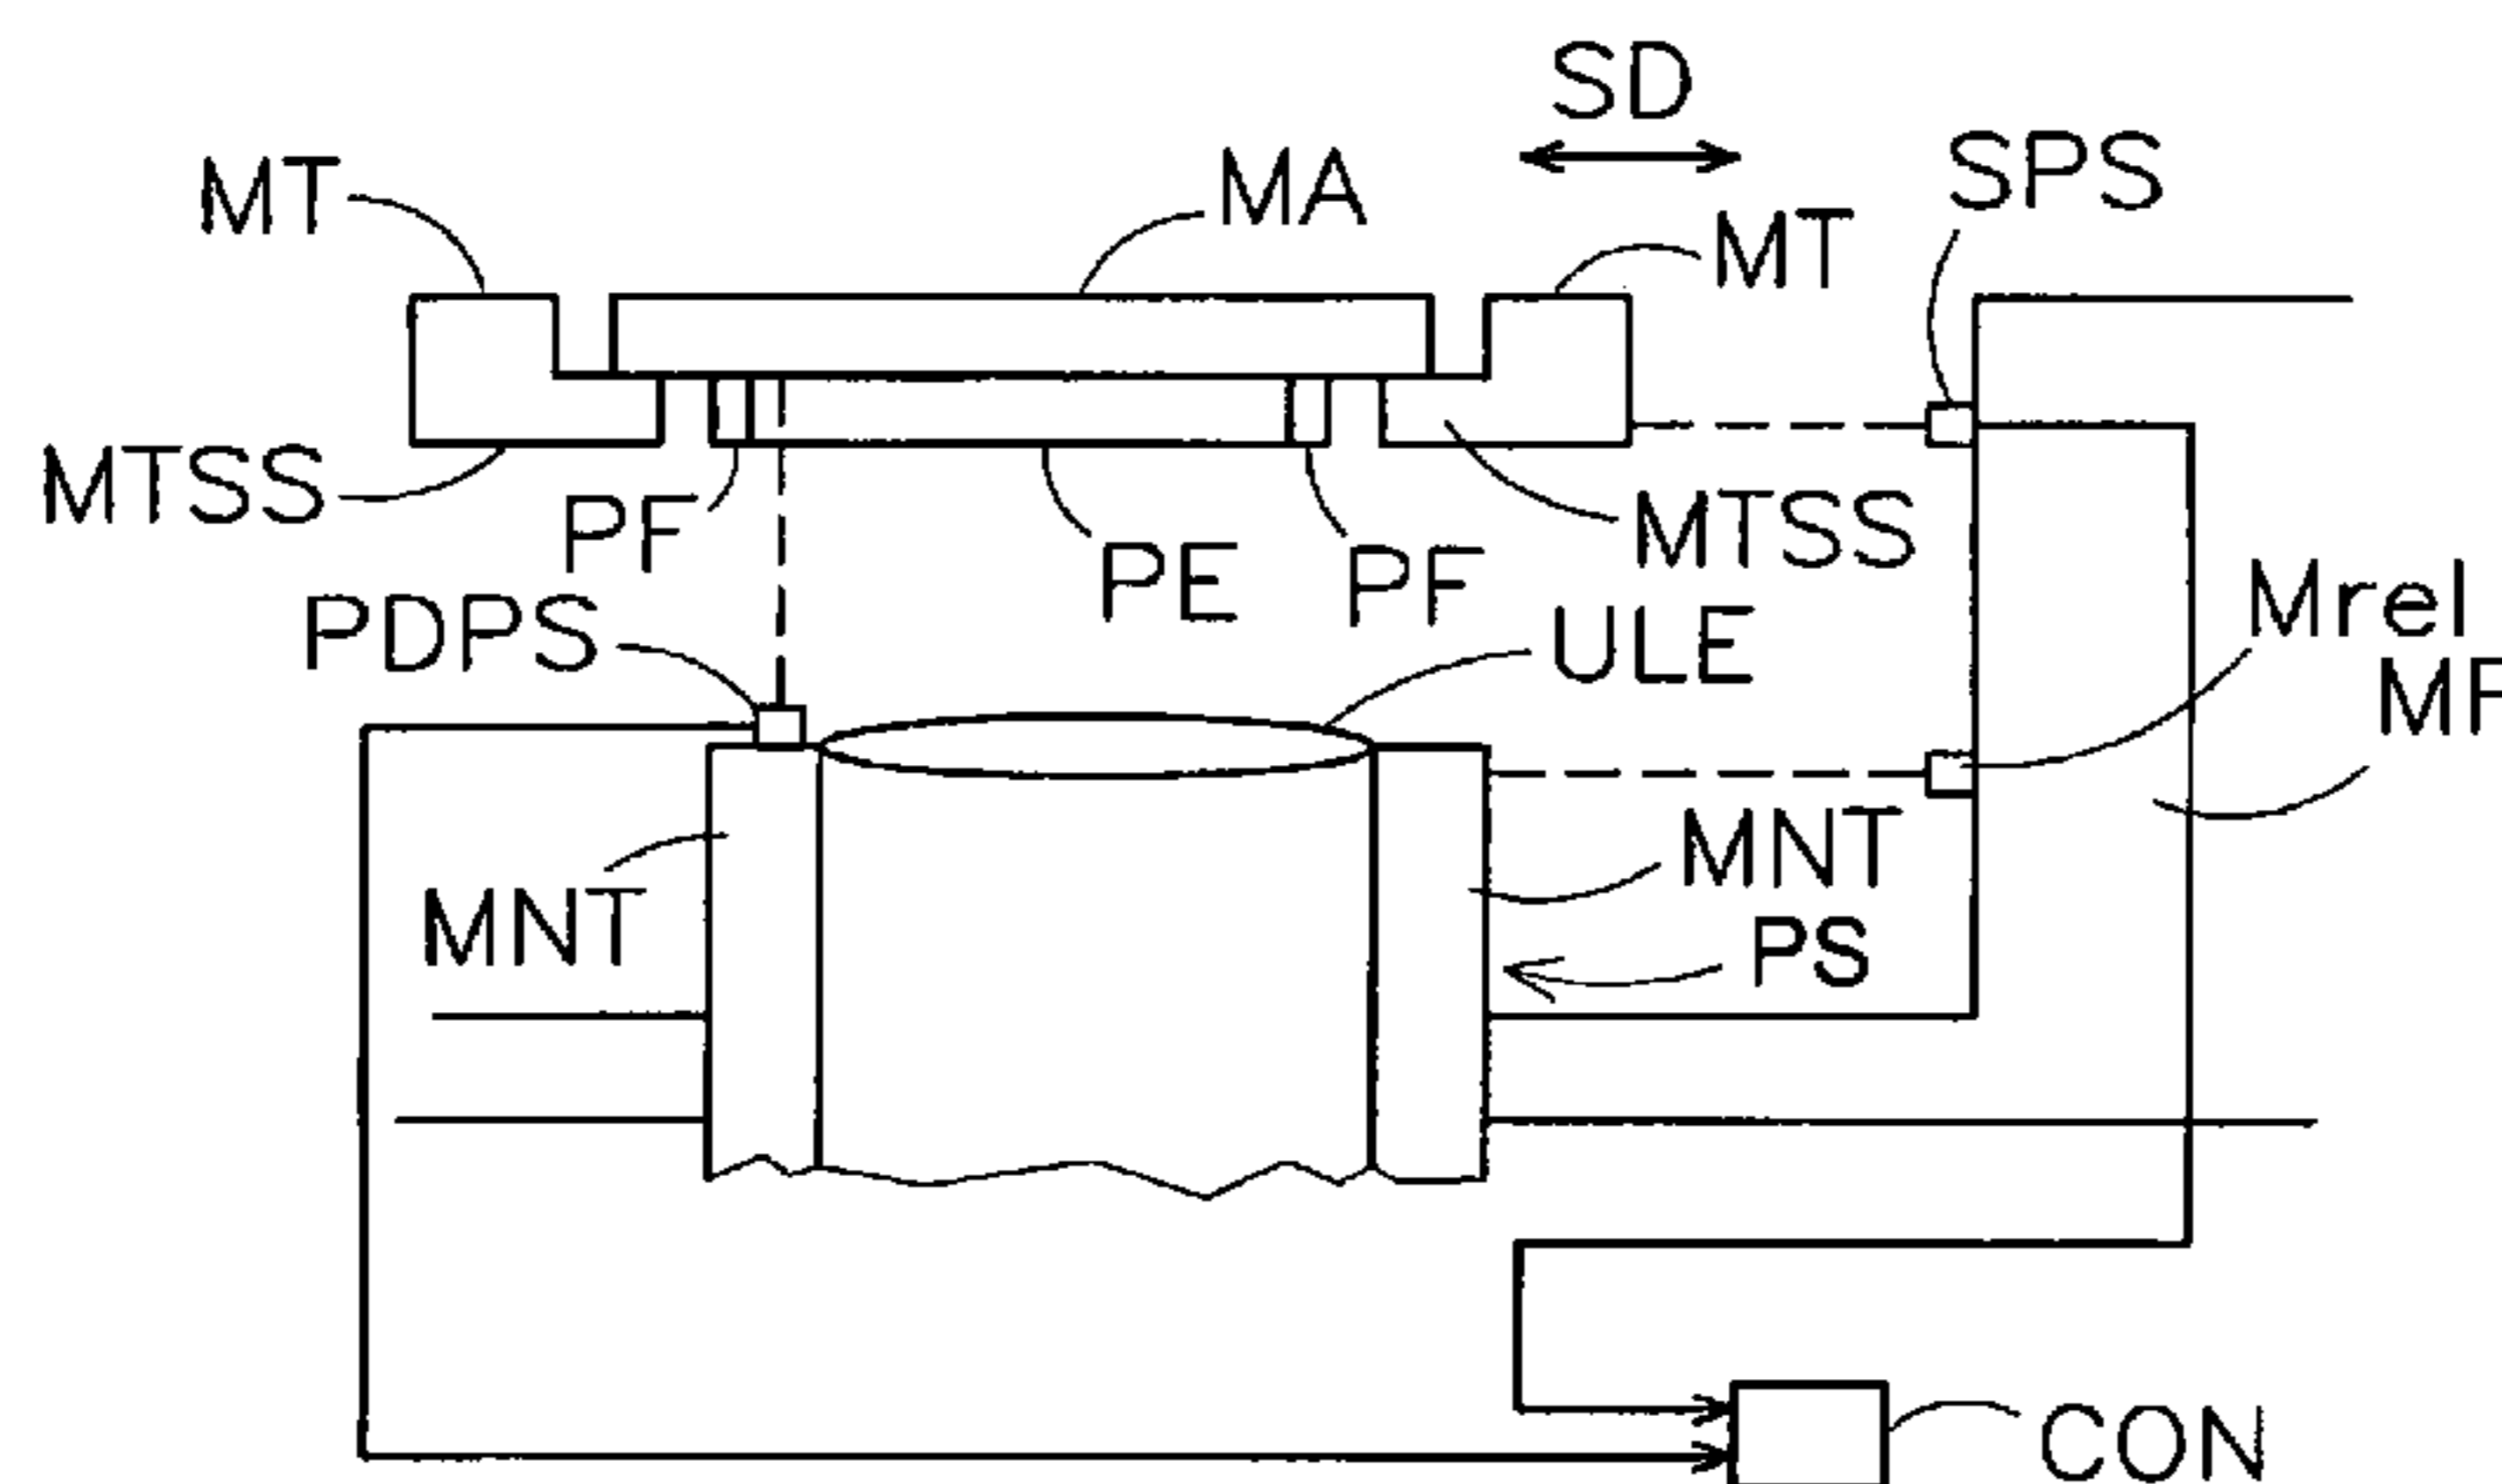 SD
SPS
MT
MA
MT
MTSS
PF
PE
PF
MTSS
Mrel
PDPS
ULE
MNT
MNT
PS
CON